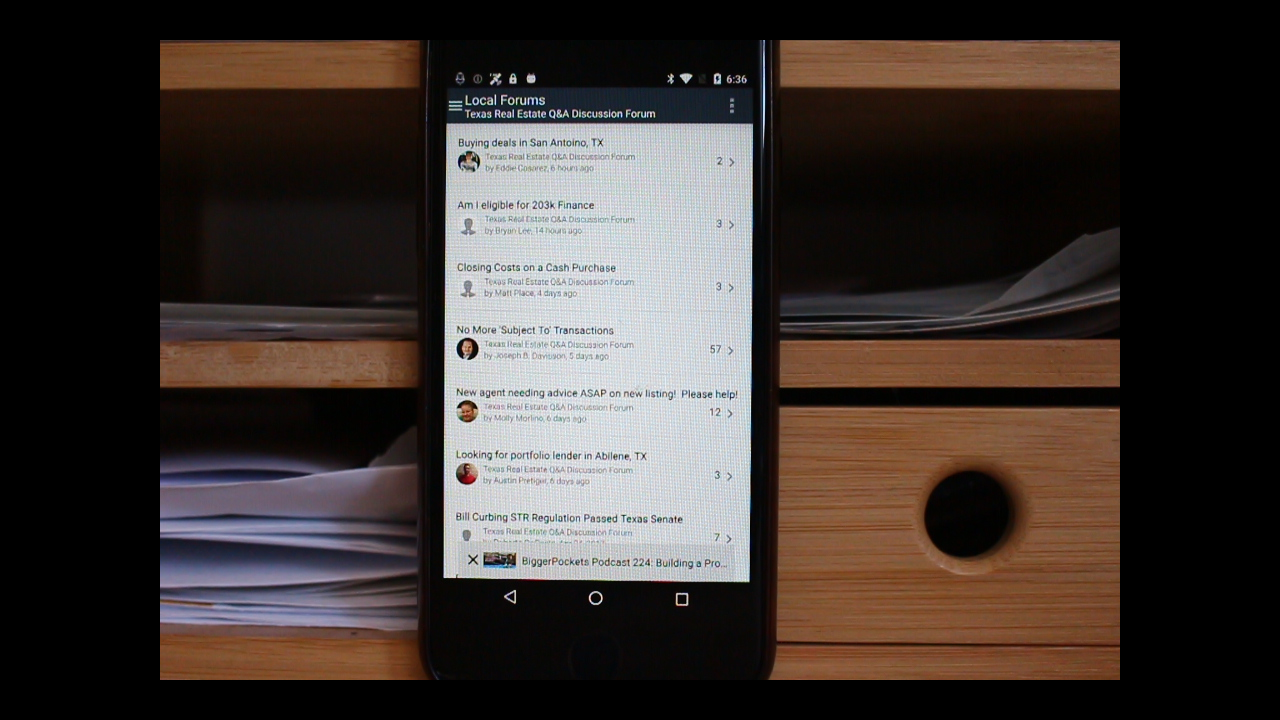 6:36
Local Forums
Texas Real Estate Q&A Discussion Forum
Buying deals in San Antoino, TX
Texas Real Estate Q&A Discussion Forum
by Eddie Casarez, 6 hours ago
2
Am I eligible for 203k Finance
Texas Real Estate Q&A Discussion Forum
by Bryan Lee, 14 hours ago
3
Closing Costs on a Cash Purchase
Texas Real Estate Q&A Discussion Forum
by Matt Place, 4 days ago
3
No More 'Subject To' Transactions
Texas Real Estate Q&A Discussion Forum
by Joseph B. Davisson, 5 days ago
57
New agent needing advice ASAP on new listing! Please help!
Texas Real Estate Q&A Discussion Forum
by Molly Morlino, 6 days ago
12
Looking for portfolio lender in Abilene, TX
Texas Real Estate Q&A Discussion Forum
by Austin Pretiger, 6 days ago
3
Bill Curbing STR Regulation Passed Texas Senate
Texas Real Estate Q&A Discussion Forum
7
BiggerPockets Podcast 224: Building a Pro...